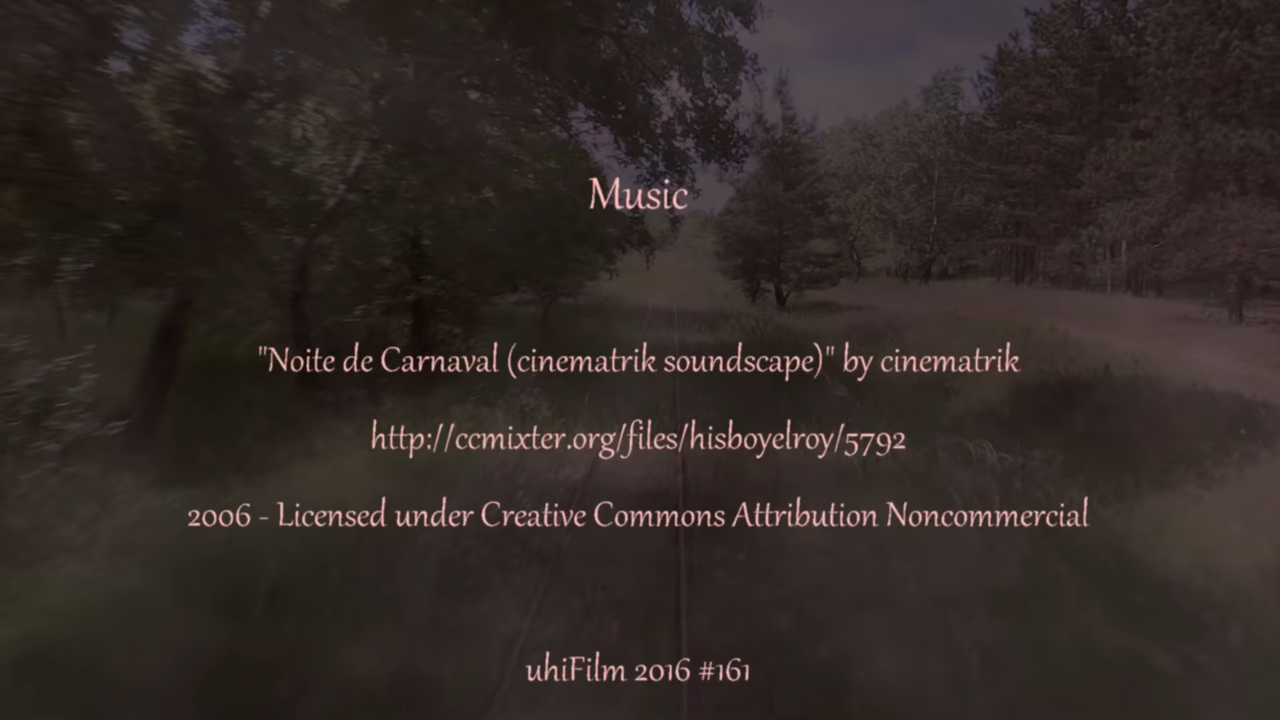 Music
"Noite de Carnaval (cinematrik soundscape)" by cinematrik
http://ccmixter.org/files/hisboyelroy/5792
2006 - Licensed under Creative Commons Attribution Noncommercial
uhiFilm 2016 #161